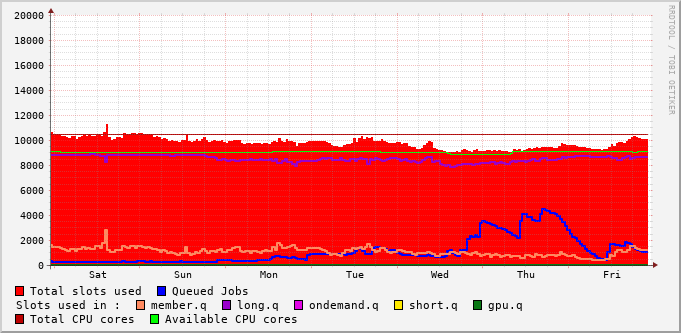 RRDTOOL / TOBI OETIKER
20000
18000
16000
14000
12000
10000
8000
6000
4000
2000
0
Sat Sun Mon Tue Wed Thu Fri
Total slots used Queued Jobs
Slots used in : member.q long.q ondemand.q short.q gpu.q
Total CPU cores Available CPU cores